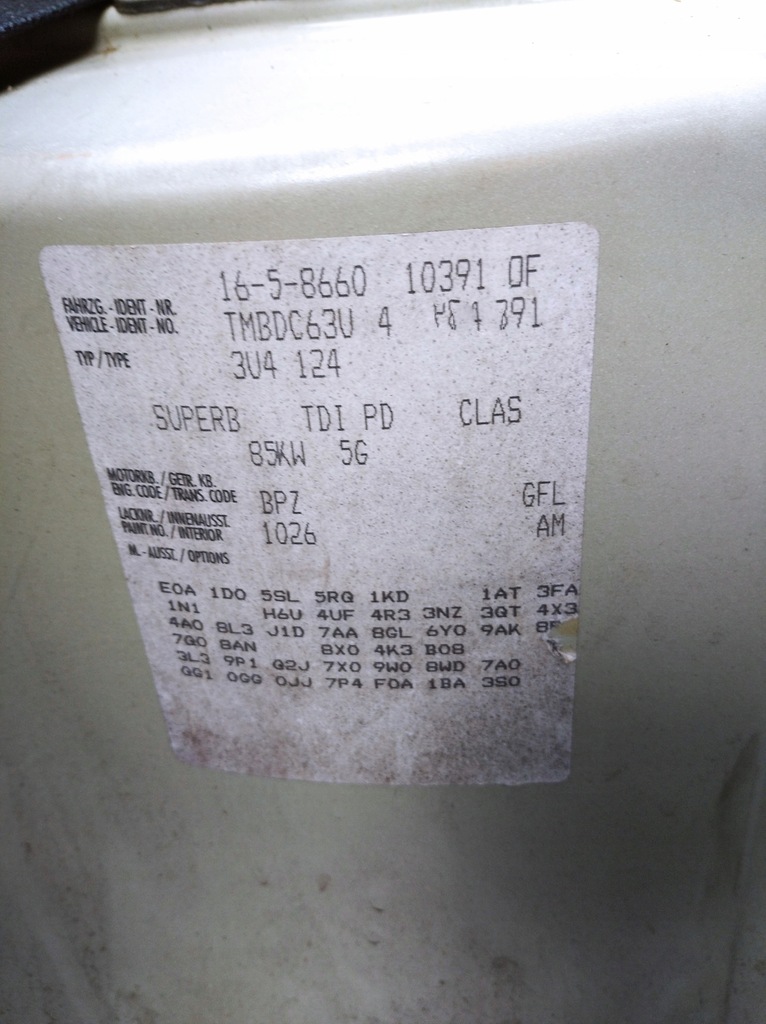 16-5-8660 10391 OF
FAHRZG.-IDENT-NR.
VEHICLE-IDENT-NO. TMBDC63U 4 391
TYP/TYPE 3U4 124
SUPERB TDI PD CLAS
85KW 5G
MOTORKB./GETR.KB.
ENG.CODE/TRANS.CODE BPZ GFL
LACKNR./INNENAUSST.
PAINT NO./INTERIOR 1026 AM
M.-AUSST./OPTIONS
E0A 1D0 5SL 5RQ 1KD 1AT 3FA
1N1 H6U 4UF 4R3 3NZ 3QT 4X3
4A0 8L3 J1D 7AA 8GL 6Y0 9AK
7G0 8AN 8X0 4K3 B08
3L3 9P1 Q2J 7X0 9W0 8WD 7A0
QG1 0GG 0JJ 7P4 F0A 1BA 3S0